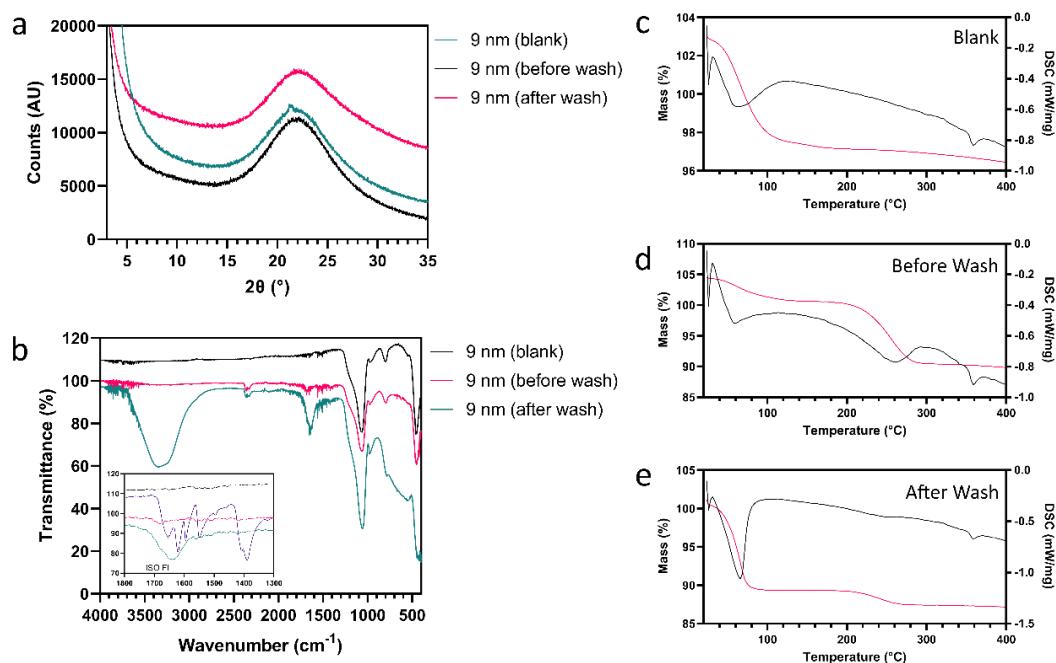 a
20000
15000
10000
5000
0
Counts (AU)
5 10 15 20 25 30 35
2θ (°)
9 nm (blank)
9 nm (before wash)
9 nm (after wash)
b
120
100
80
60
40
20
0
Transmittance (%)
120
110
100
90
80
70
ISO FI
1800 1700 1600 1500 1400 1300
4000 3500 3000 2500 2000 1500 1000 500
Wavenumber (cm-1)
9 nm (blank)
9 nm (before wash)
9 nm (after wash)
c
Blank
104
102
100
98
96
Mass (%)
0.0
-0.2
-0.4
-0.6
-0.8
-1.0
DSC (mW/mg)
100 200 300 400
Temperature (°C)
d
Before Wash
110
105
100
95
90
85
Mass (%)
0.0
-0.2
-0.4
-0.6
-0.8
-1.0
DSC (mW/mg)
100 200 300 400
Temperature (°C)
e
After Wash
105
100
95
90
85
Mass (%)
0.0
-0.5
-1.0
-1.5
DSC (mW/mg)
100 200 300 400
Temperature (°C)